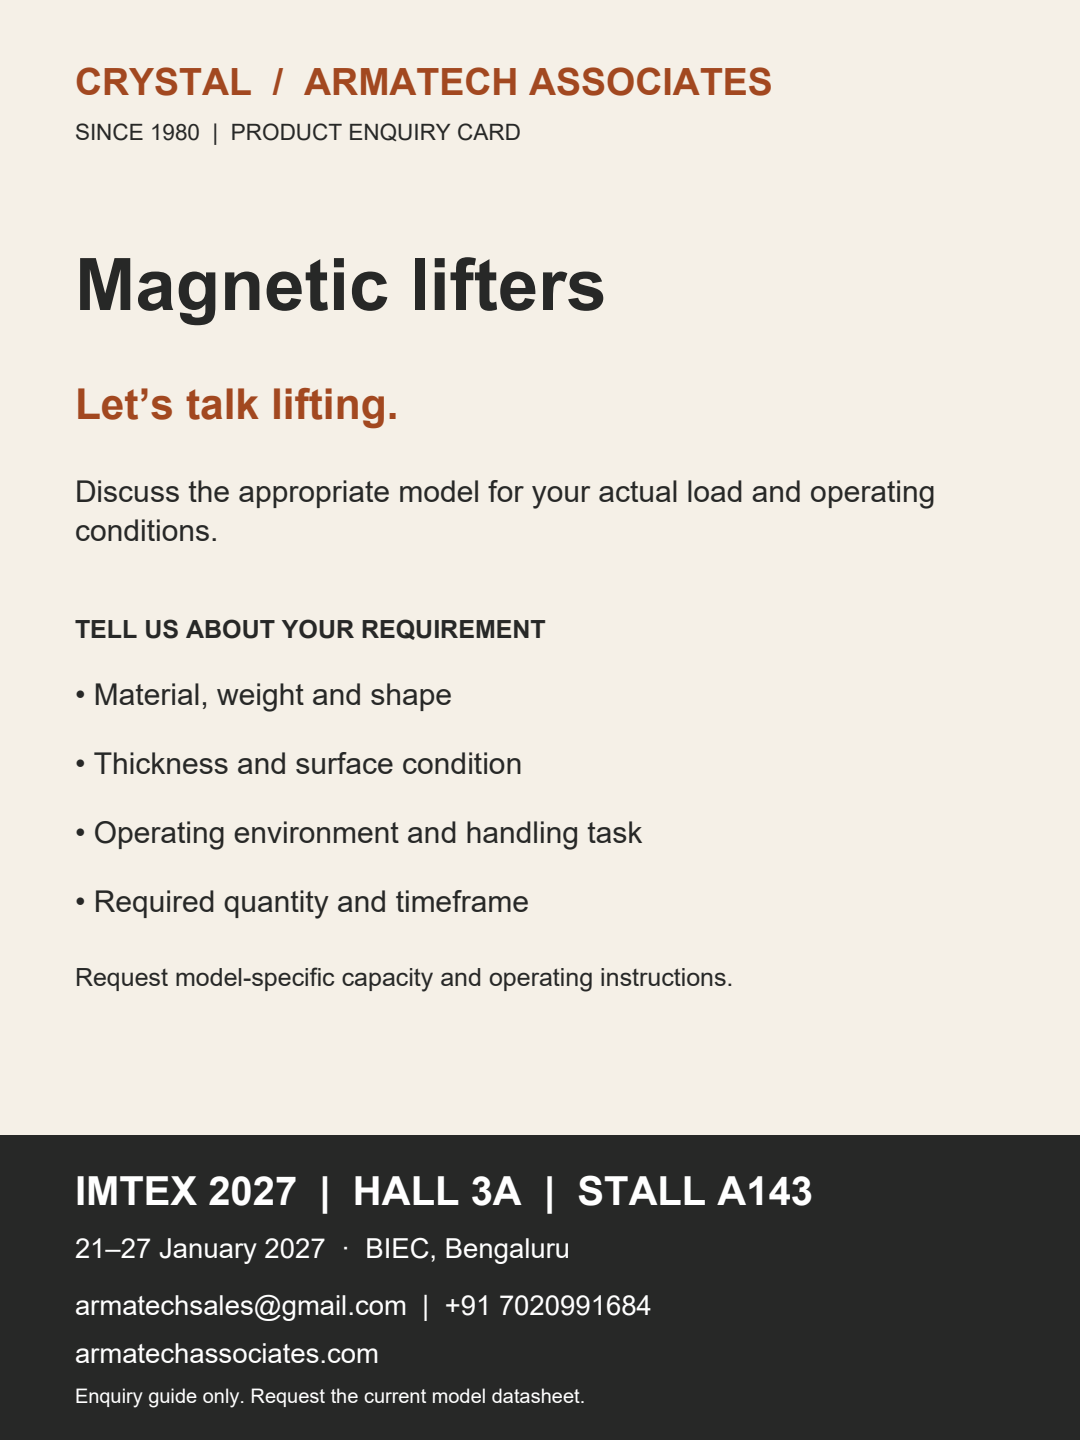 CRYSTAL / ARMATECH ASSOCIATES
SINCE 1980 | PRODUCT ENQUIRY CARD
Magnetic lifters
Let’s talk lifting.
Discuss the appropriate model for your actual load and operating
conditions.
TELL US ABOUT YOUR REQUIREMENT
• Material, weight and shape
• Thickness and surface condition
• Operating environment and handling task
• Required quantity and timeframe
Request model-specific capacity and operating instructions.
IMTEX 2027 | HALL 3A | STALL A143
21–27 January 2027 · BIEC, Bengaluru
armatechsales@gmail.com | +91 7020991684
armatechassociates.com
Enquiry guide only. Request the current model datasheet.